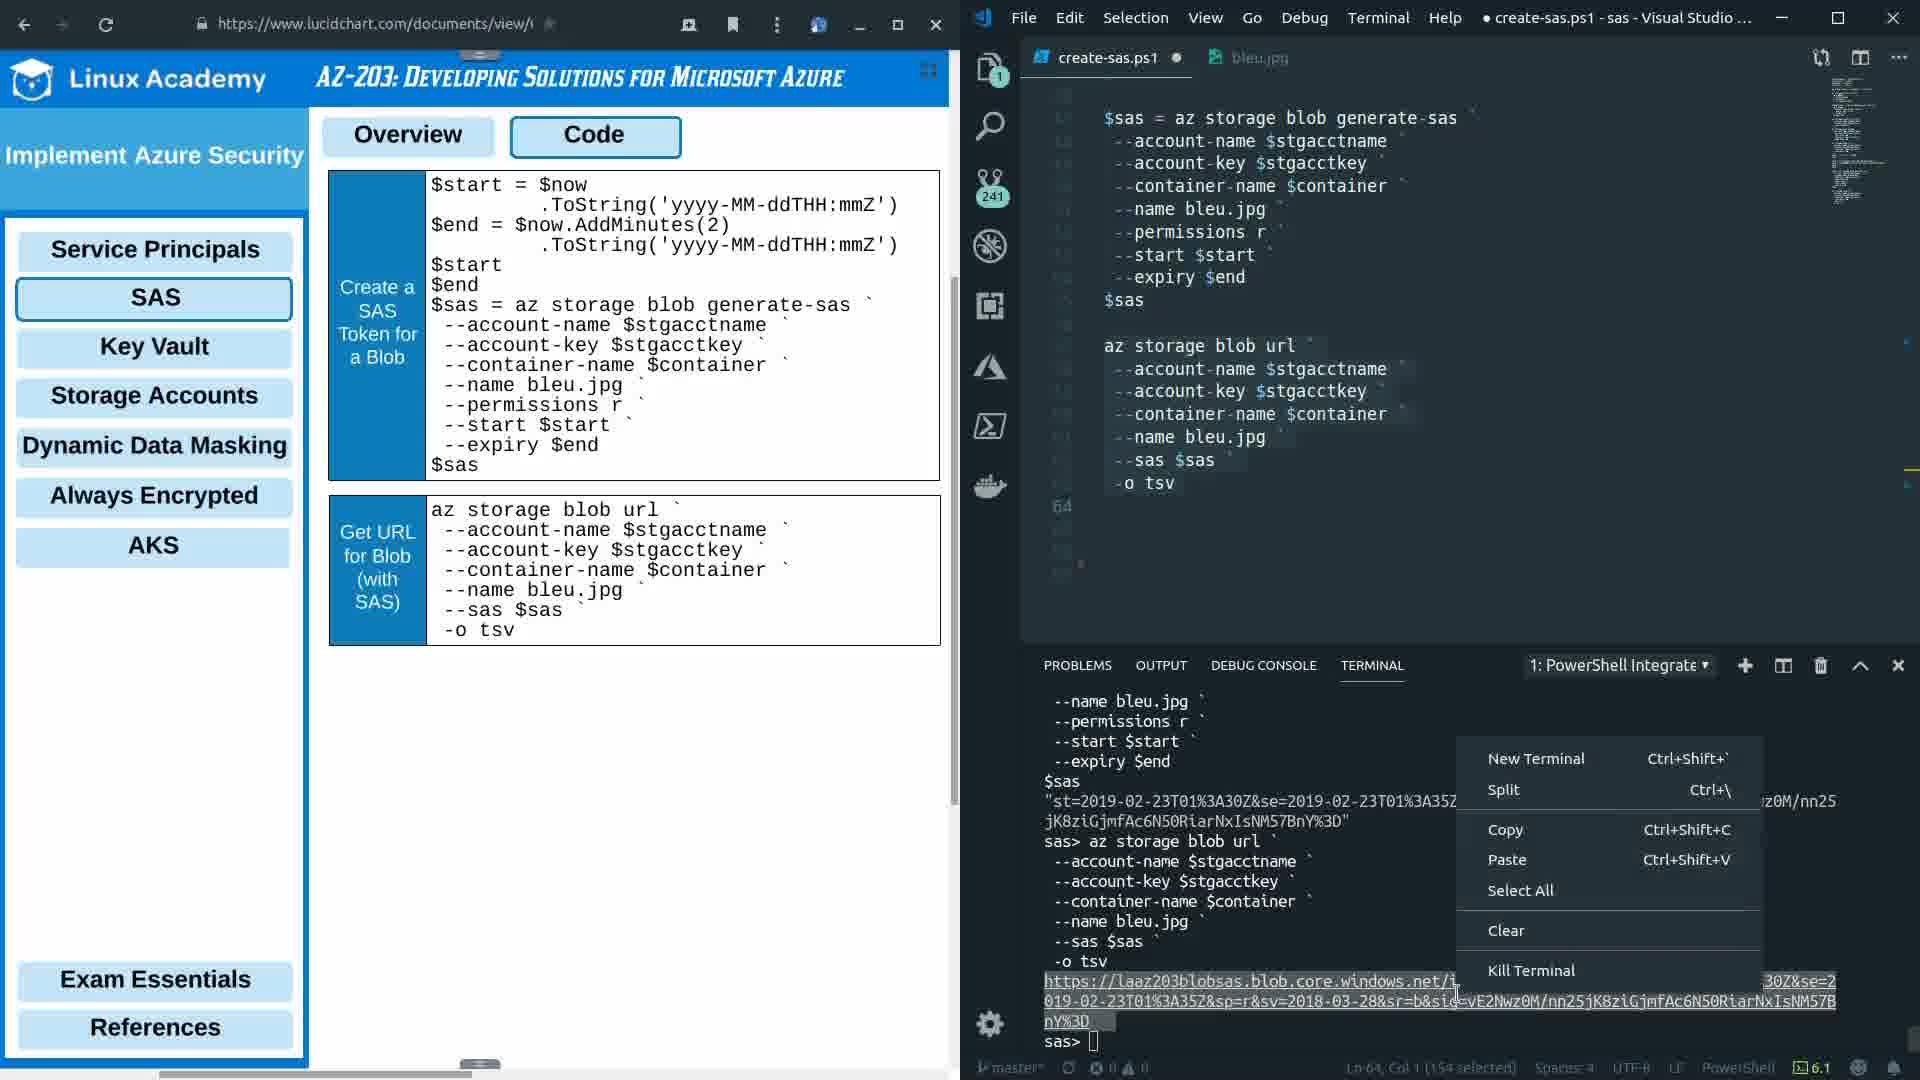 https://www.lucidchart.com/documents/view/
Linux Academy
AZ-203: Developing Solutions for Microsoft Azure
Implement Azure Security
Overview
Code
Service Principals
SAS
Key Vault
Storage Accounts
Dynamic Data Masking
Always Encrypted
AKS
Exam Essentials
References
Create a
SAS
Token for
a Blob
$start = $now
.ToString('yyyy-MM-ddTHH:mmZ')
$end = $now.AddMinutes(2)
.ToString('yyyy-MM-ddTHH:mmZ')
$start
$end
$sas = az storage blob generate-sas `
--account-name $stgacctname `
--account-key $stgacctkey `
--container-name $container `
--name bleu.jpg `
--permissions r `
--start $start `
--expiry $end
$sas
Get URL
for Blob
(with
SAS)
az storage blob url `
--account-name $stgacctname `
--account-key $stgacctkey `
--container-name $container `
--name bleu.jpg `
--sas $sas `
-o tsv
File Edit Selection View Go Debug Terminal Help ● create-sas.ps1 - sas - Visual Studio ...
create-sas.ps1 ● bleu.jpg
1
241
$sas = az storage blob generate-sas `
--account-name $stgacctname `
--account-key $stgacctkey `
--container-name $container `
--name bleu.jpg `
--permissions r `
--start $start `
--expiry $end
$sas
az storage blob url `
--account-name $stgacctname `
--account-key $stgacctkey `
--container-name $container `
--name bleu.jpg `
--sas $sas `
-o tsv
64
PROBLEMS OUTPUT DEBUG CONSOLE TERMINAL 1: PowerShell Integrate
--name bleu.jpg `
--permissions r `
--start $start `
--expiry $end
$sas
"st=2019-02-23T01%3A30Z&se=2019-02-23T01%3A35Z z0M/nn25
jK8ziGjmfAc6N50RiarNxIsNM57BnY%3D"
sas> az storage blob url `
--account-name $stgacctname `
--account-key $stgacctkey `
--container-name $container `
--name bleu.jpg `
--sas $sas `
-o tsv
https://laaz203blobsas.blob.core.windows.net/i 30Z&se=2
019-02-23T01%3A35Z&sp=r&sv=2018-03-28&sr=b&sig=vE2Nwz0M/nn25jK8ziGjmfAc6N50RiarNxIsNM57B
nY%3D
sas>
New Terminal Ctrl+Shift+`
Split Ctrl+\
Copy Ctrl+Shift+C
Paste Ctrl+Shift+V
Select All
Clear
Kill Terminal
master* 0 0 Ln 64, Col 1 (154 selected) Spaces: 4 UTF-8 LF PowerShell 6.1